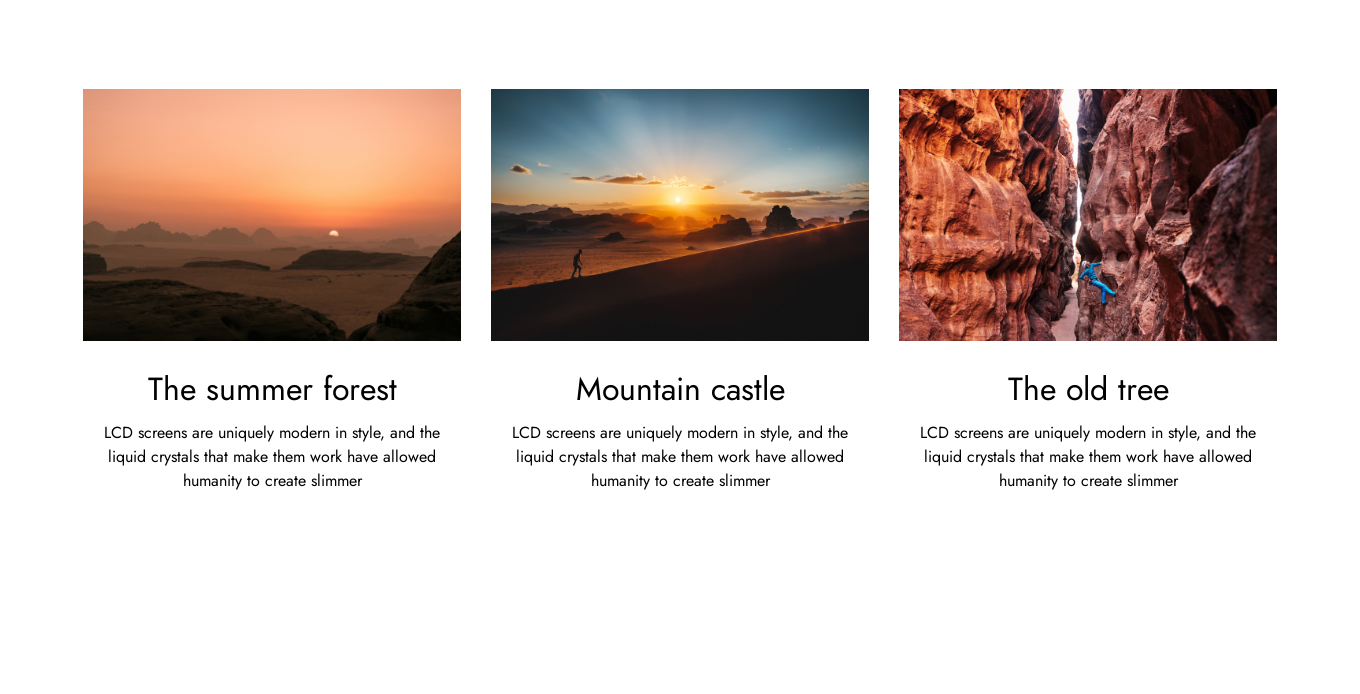 The summer forest
LCD screens are uniquely modern in style, and the
liquid crystals that make them work have allowed
humanity to create slimmer
Mountain castle
LCD screens are uniquely modern in style, and the
liquid crystals that make them work have allowed
humanity to create slimmer
The old tree
LCD screens are uniquely modern in style, and the
liquid crystals that make them work have allowed
humanity to create slimmer